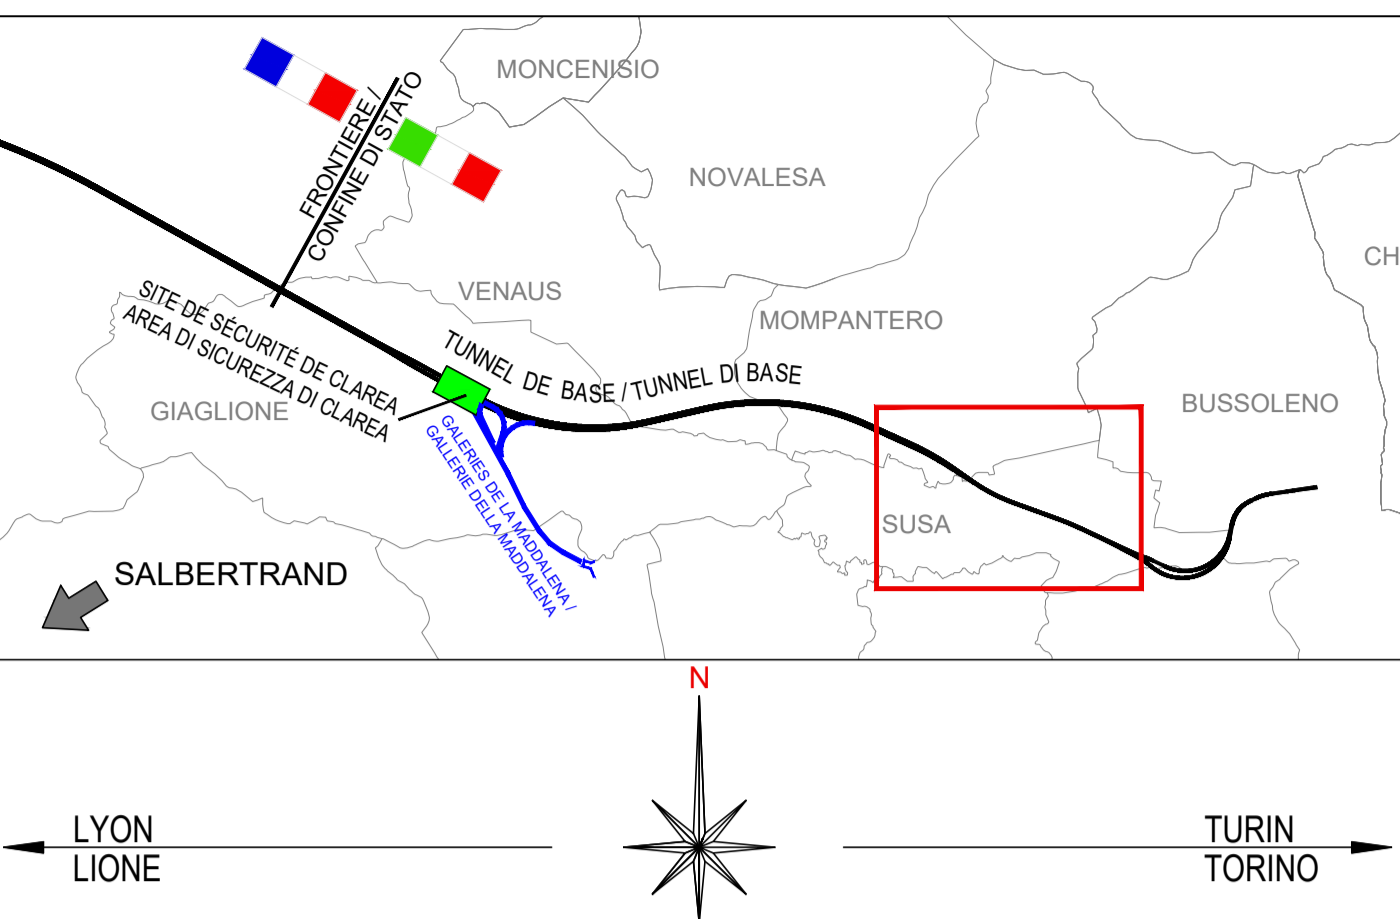 MONCENISIO
FRONTIERE /
CONFINE DI STATO
NOVALESA
CH
VENAUS
SITE DE SÉCURITÉ DE CLAREA
AREA DI SICUREZZA DI CLAREA
MOMPANTERO
TUNNEL DE BASE / TUNNEL DI BASE
GIAGLIONE
BUSSOLENO
GALERIES DE LA MADDALENA /
GALLERIE DELLA MADDALENA
SUSA
SALBERTRAND
N
LYON
LIONE
TURIN
TORINO